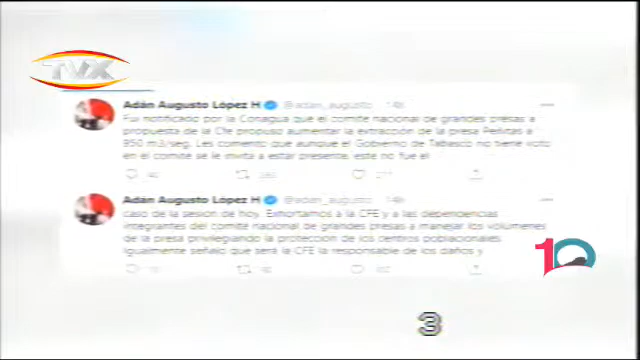 TVX
Adán Augusto López H @adan_augusto · 14h
Fui notificado por la Conagua que el comité nacional de grandes presas a
propuesta de la Cfe propuso aumentar la extracción de la presa Peñitas a
850 m3/seg. Les comento que aunque el Gobierno de Tabasco no tiene voto
en el comité se le invita a estar presente, este no fue el
Adán Augusto López H @adan_augusto · 14h
caso de la sesión de hoy. Exhortamos a la CFE y a las dependencias
integrantes del comité nacional de grandes presas a manejar los volúmenes
de la presa privilegiando la protección de los centros poblacionales
Igualmente señalo que será la CFE la responsable de los daños y
10
3